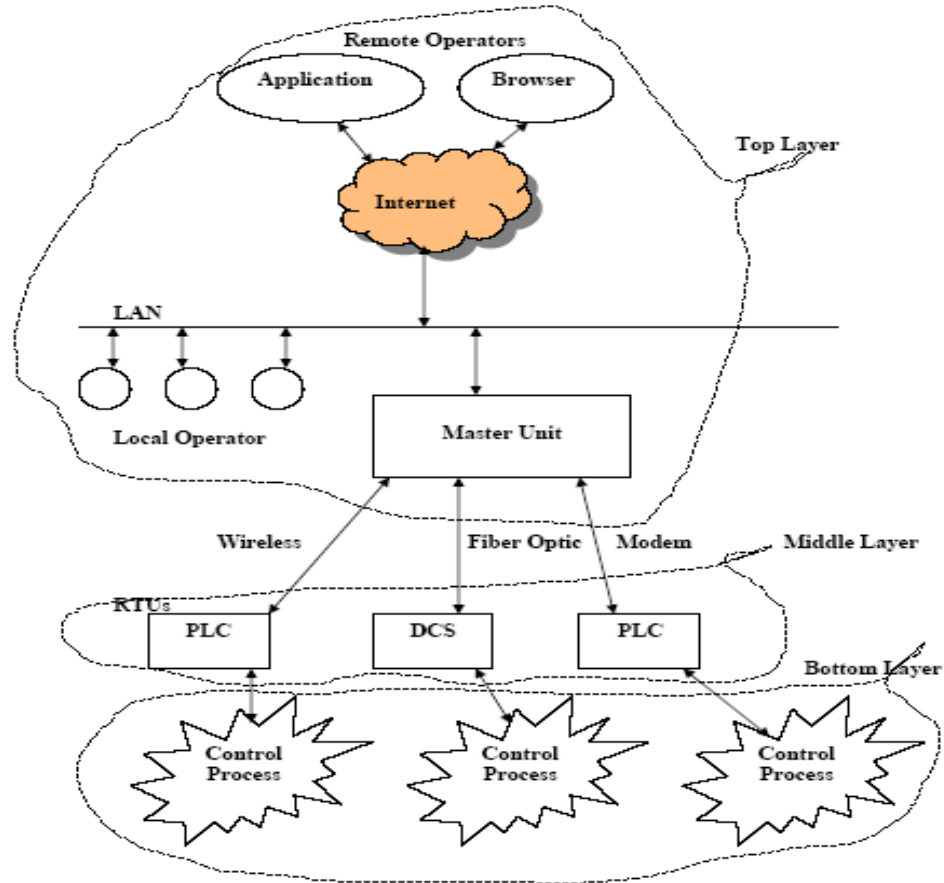 Remote Operators
Application
Browser
Top Layer
Internet
LAN
Local Operator
Master Unit
Wireless
Fiber Optic
Modem
Middle Layer
RTUs
PLC
DCS
PLC
Bottom Layer
Control
Process
Control
Process
Control
Process